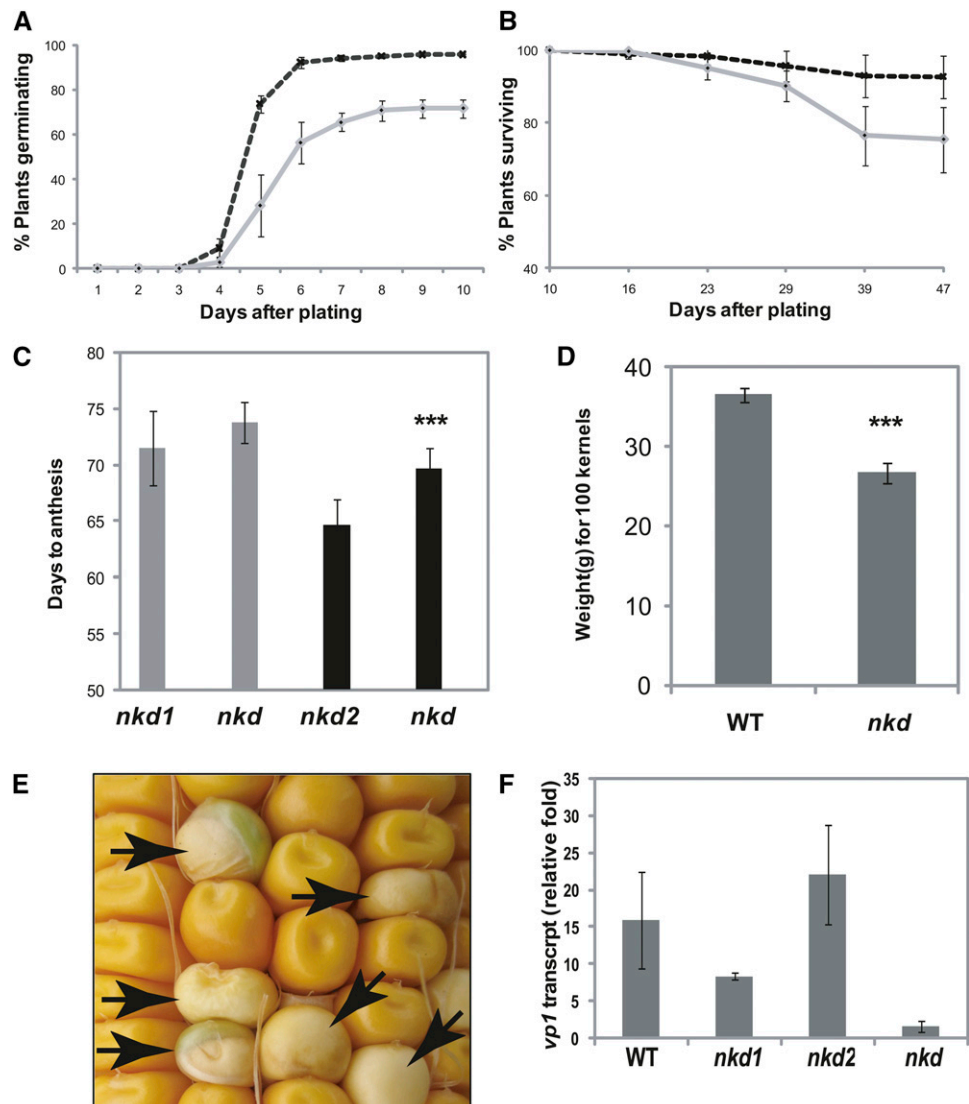 A
% Plants germinating
100
80
60
40
20
0
1 2 3 4 5 6 7 8 9 10
Days after plating
B
% Plants surviving
100
80
60
40
10 16 23 29 39 47
Days after plating
C
Days to anthesis
80
75
70
65
60
55
50
***
nkd1 nkd nkd2 nkd
D
Weight(g) for 100 kernels
40
30
20
10
0
***
WT nkd
E
F
vp1 transcrpt (relative fold)
35
30
25
20
15
10
5
0
WT nkd1 nkd2 nkd